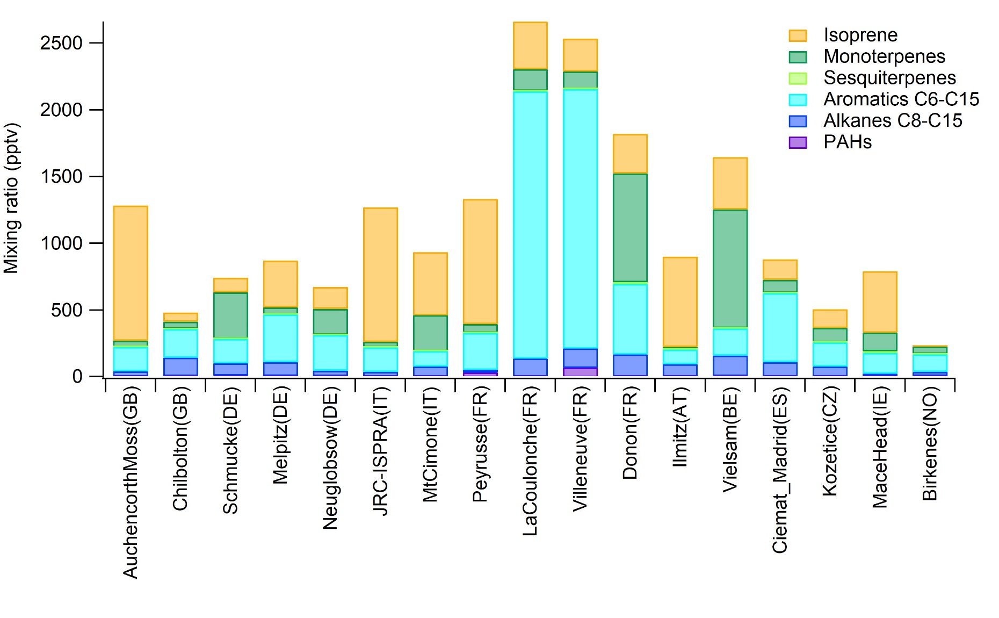 Mixing ratio (pptv)
2500
2000
1500
1000
500
0
Isoprene
Monoterpenes
Sesquiterpenes
Aromatics C6-C15
Alkanes C8-C15
PAHs
AuchencorthMoss(GB)
Chilbolton(GB)
Schmucke(DE)
Melpitz(DE)
Neuglobsow(DE)
JRC-ISPRA(IT)
MtCimone(IT)
Peyrusse(FR)
LaCoulonche(FR)
Villeneuve(FR)
Donon(FR)
Ilmitz(AT)
Vielsam(BE)
Ciemat_Madrid(ES)
Kozetice(CZ)
MaceHead(IE)
Birkenes(NO)